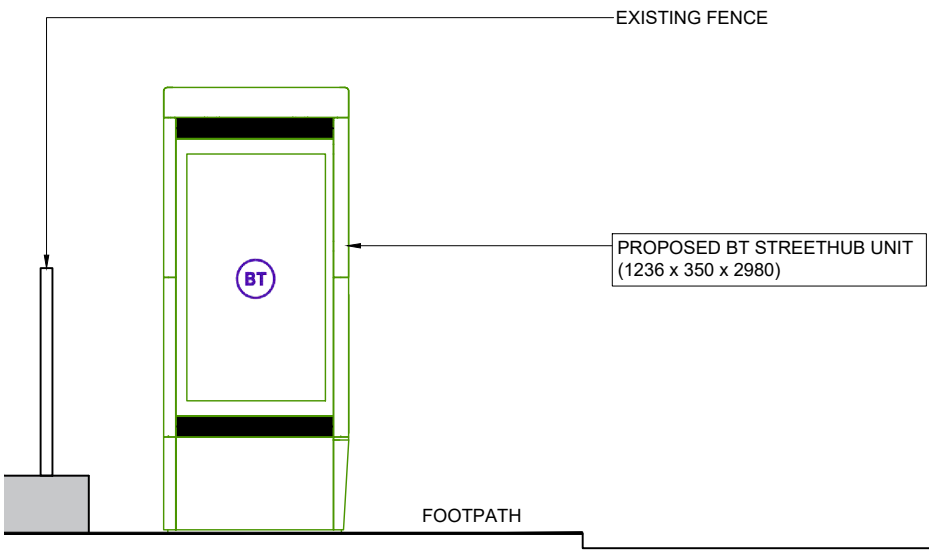 EXISTING FENCE
PROPOSED BT STREETHUB UNIT
(1236 x 350 x 2980)
BT
FOOTPATH